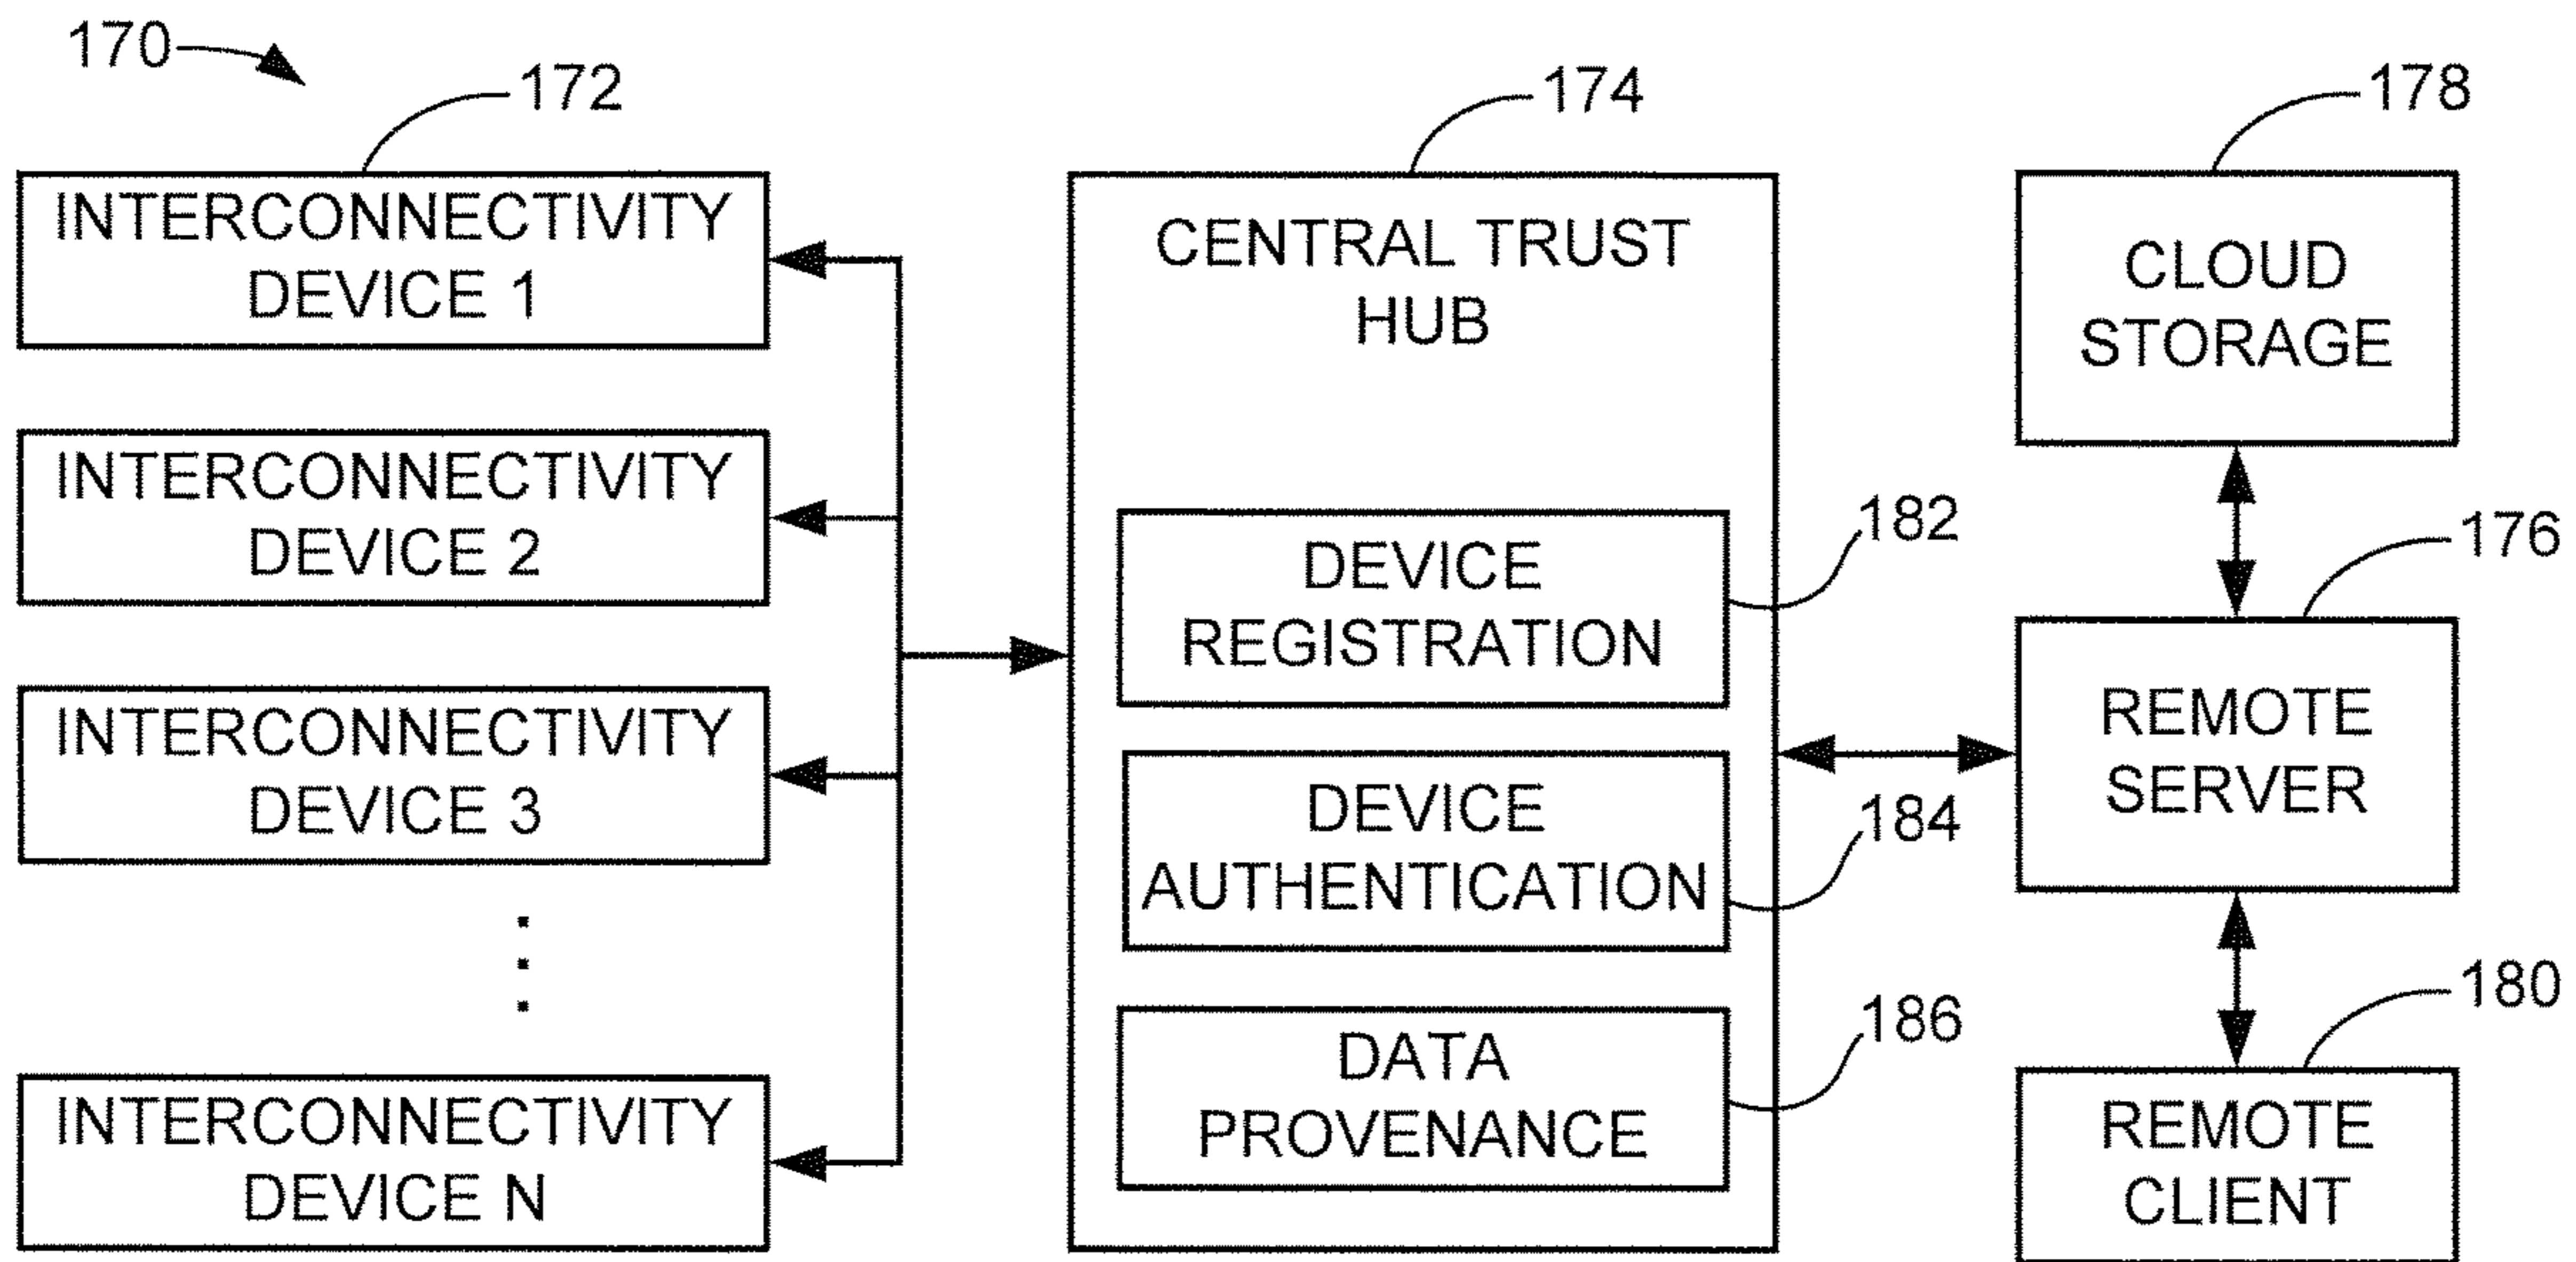 170
172
INTERCONNECTIVITY
DEVICE 1
INTERCONNECTIVITY
DEVICE 2
INTERCONNECTIVITY
DEVICE 3
INTERCONNECTIVITY
DEVICE N
174
CENTRAL TRUST
HUB
182
DEVICE
REGISTRATION
184
DEVICE
AUTHENTICATION
186
DATA
PROVENANCE
178
CLOUD
STORAGE
176
REMOTE
SERVER
180
REMOTE
CLIENT